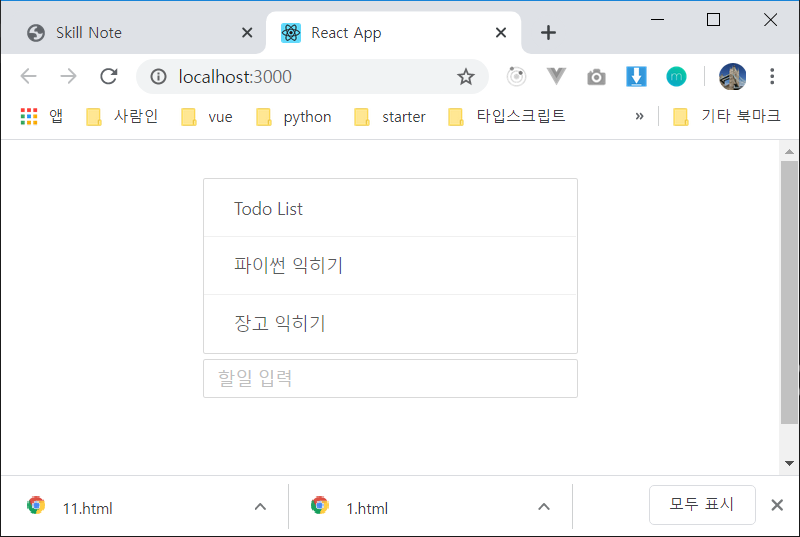 Skill Note
React App
localhost:3000
앱
사람인
vue
python
starter
타입스크립트
»
기타 북마크
Todo List
파이썬 익히기
장고 익히기
할일 입력
11.html
1.html
모두 표시